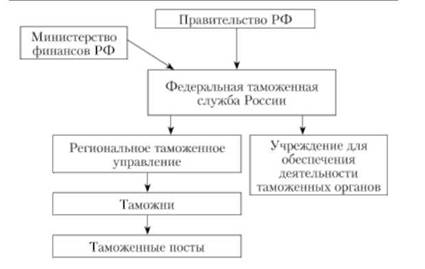 Правительство РФ
Министерство
финансов РФ
Федеральная таможенная
служба России
Региональное таможенное
управление
Учреждение для
обеспечения
деятельности
таможенных органов
Таможни
Таможенные посты